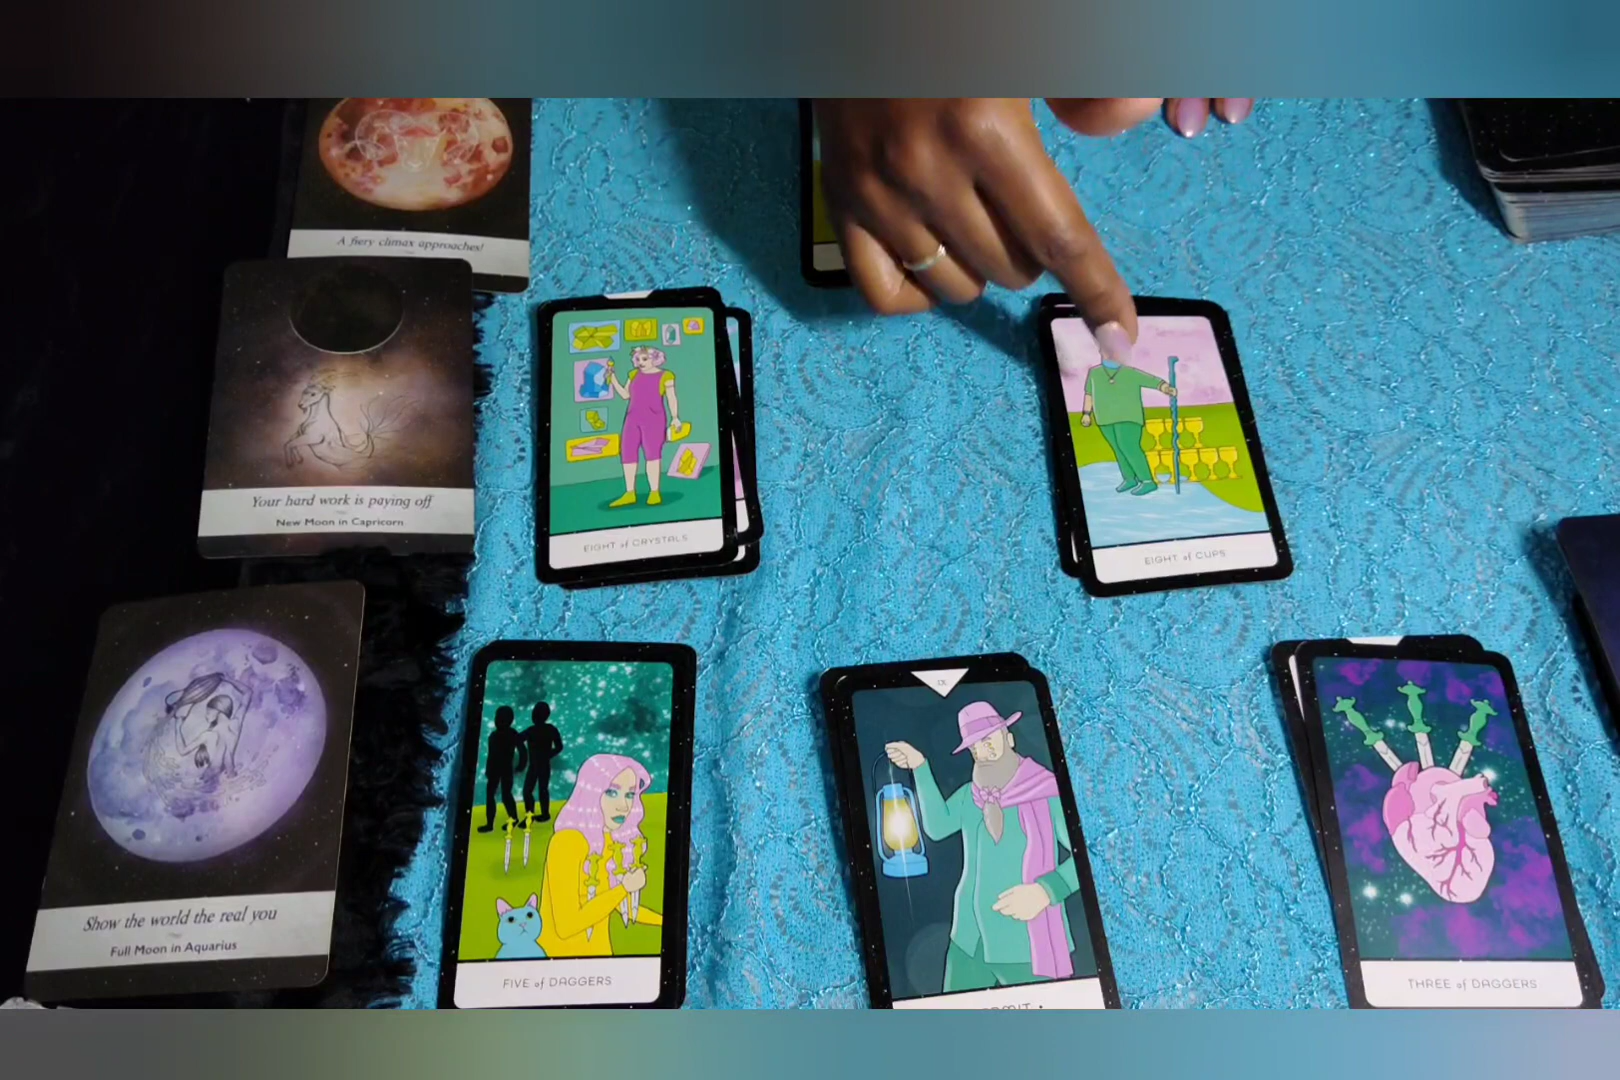 A fiery climax approaches!
Your hard work is paying off
New Moon in Capricorn
EIGHT of CRYSTALS
EIGHT of CUPS
Show the world the real you
Full Moon in Aquarius
FIVE of DAGGERS
IX
THREE of DAGGERS